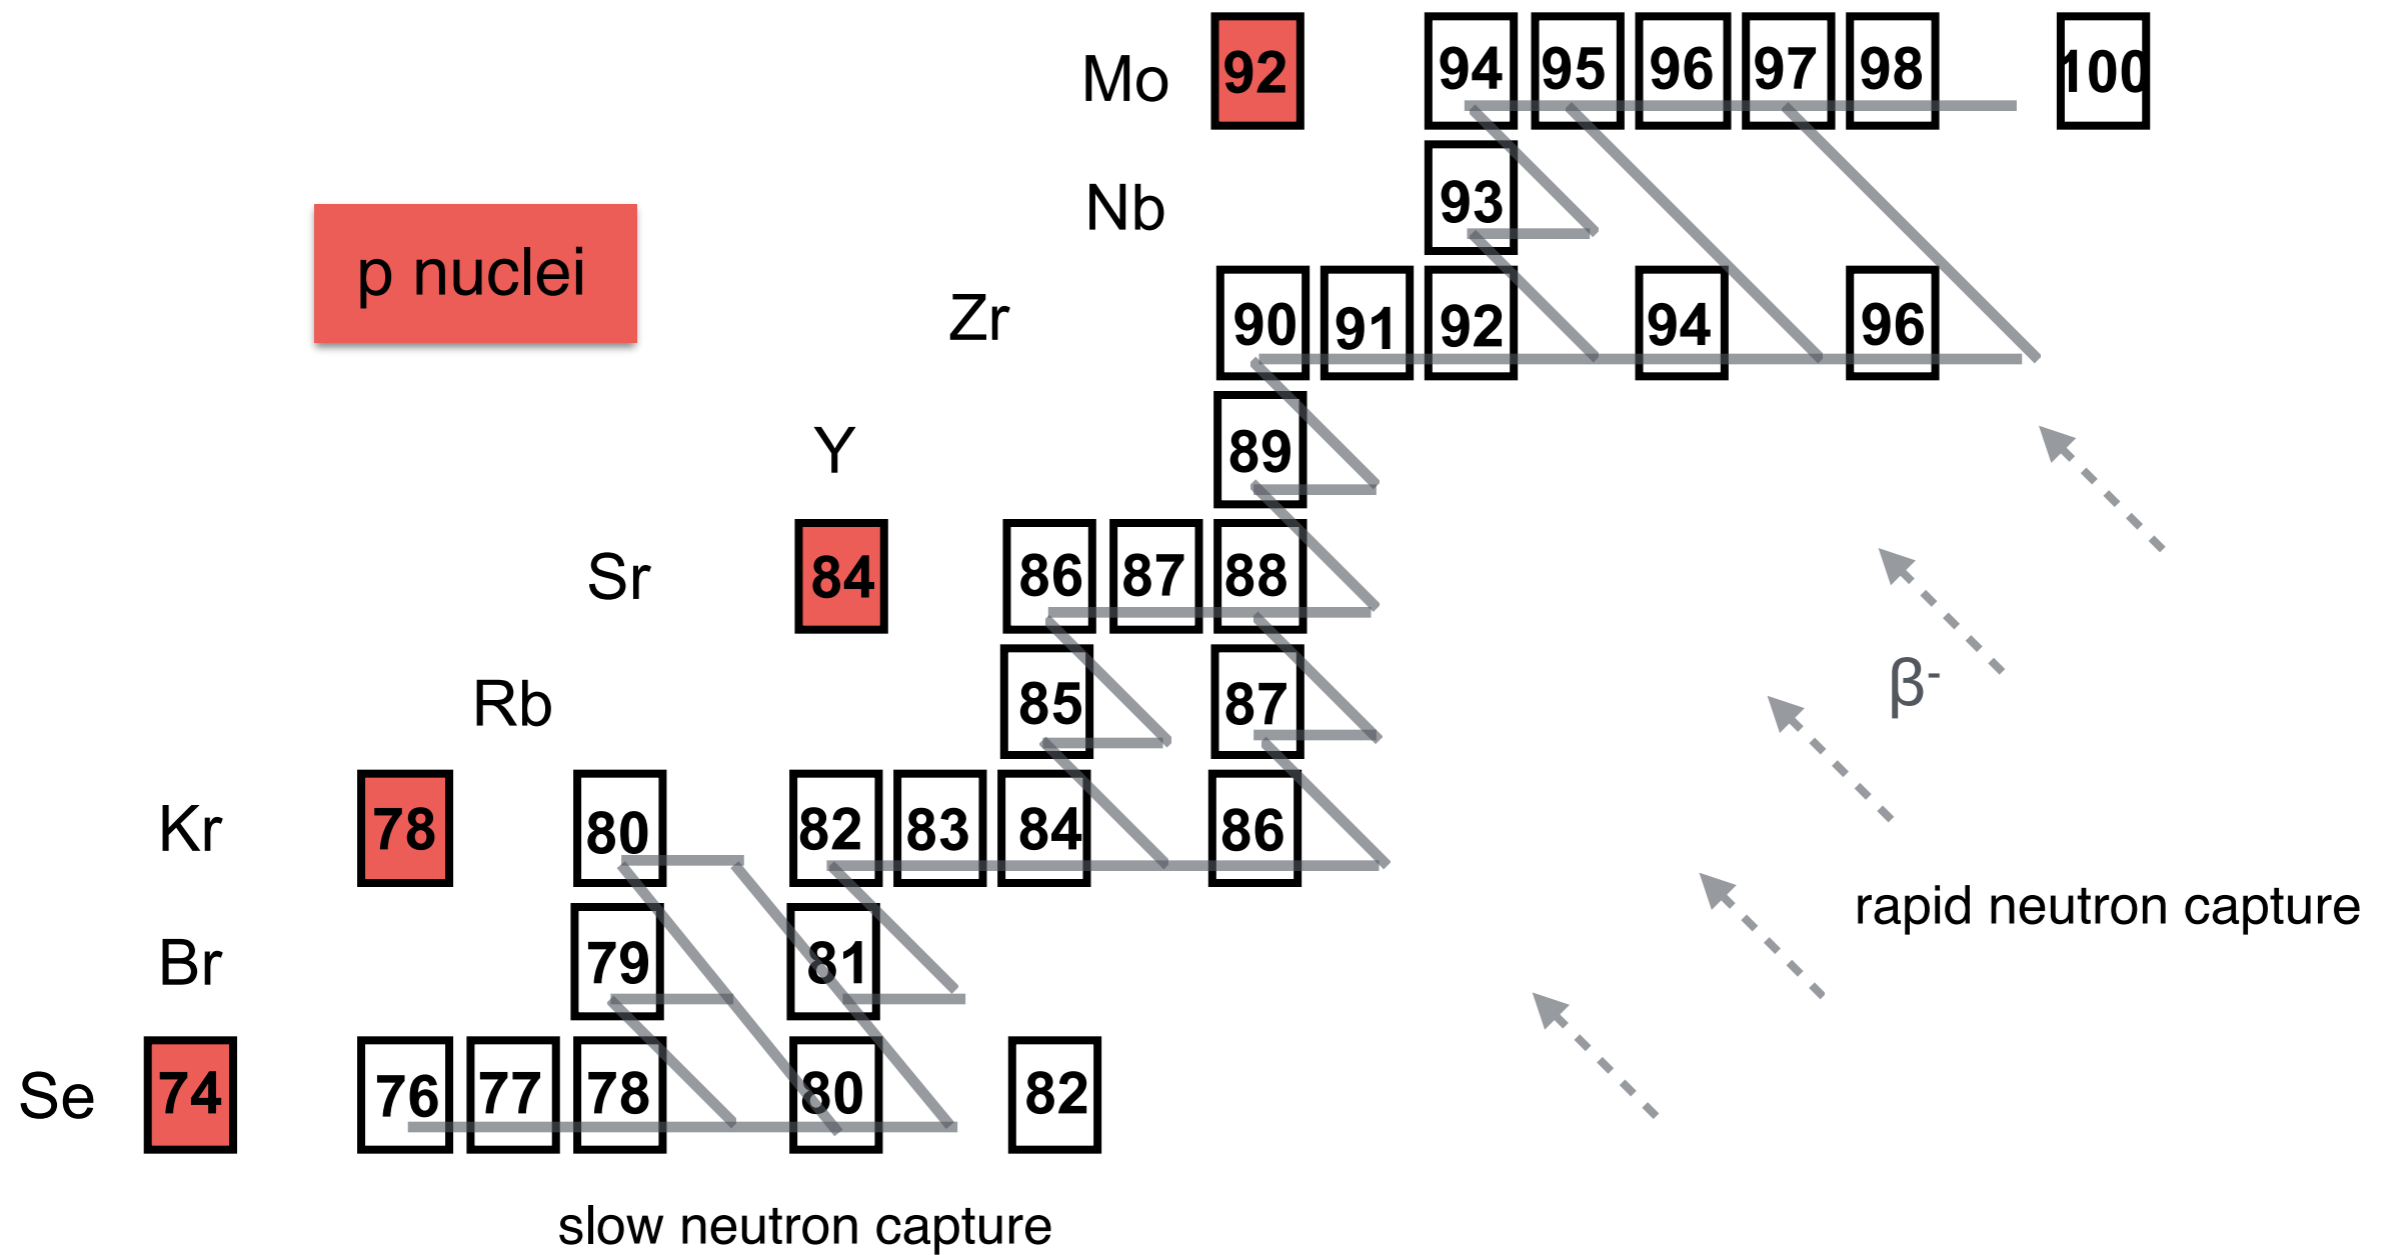 Mo 92 94 95 96 97 98 100
Nb 93
p nuclei
Zr 90 91 92 94 96
Y 89
Sr 84 86 87 88
Rb 85 87
β-
Kr 78 80 82 83 84 86
rapid neutron capture
Br 79 81
Se 74 76 77 78 80 82
slow neutron capture